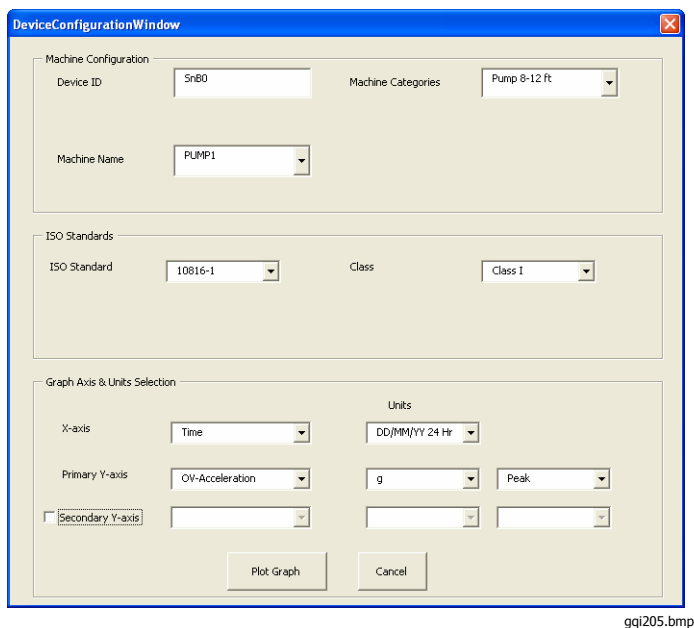 DeviceConfigurationWindow
Machine Configuration
Device ID SnB0 Machine Categories Pump 8-12 ft
Machine Name PUMP1
ISO Standards
ISO Standard 10816-1 Class Class I
Graph Axis & Units Selection
Units
X-axis Time DD/MM/YY 24 Hr
Primary Y-axis OV-Acceleration g Peak
Secondary Y-axis
Plot Graph Cancel
gqi205.bmp